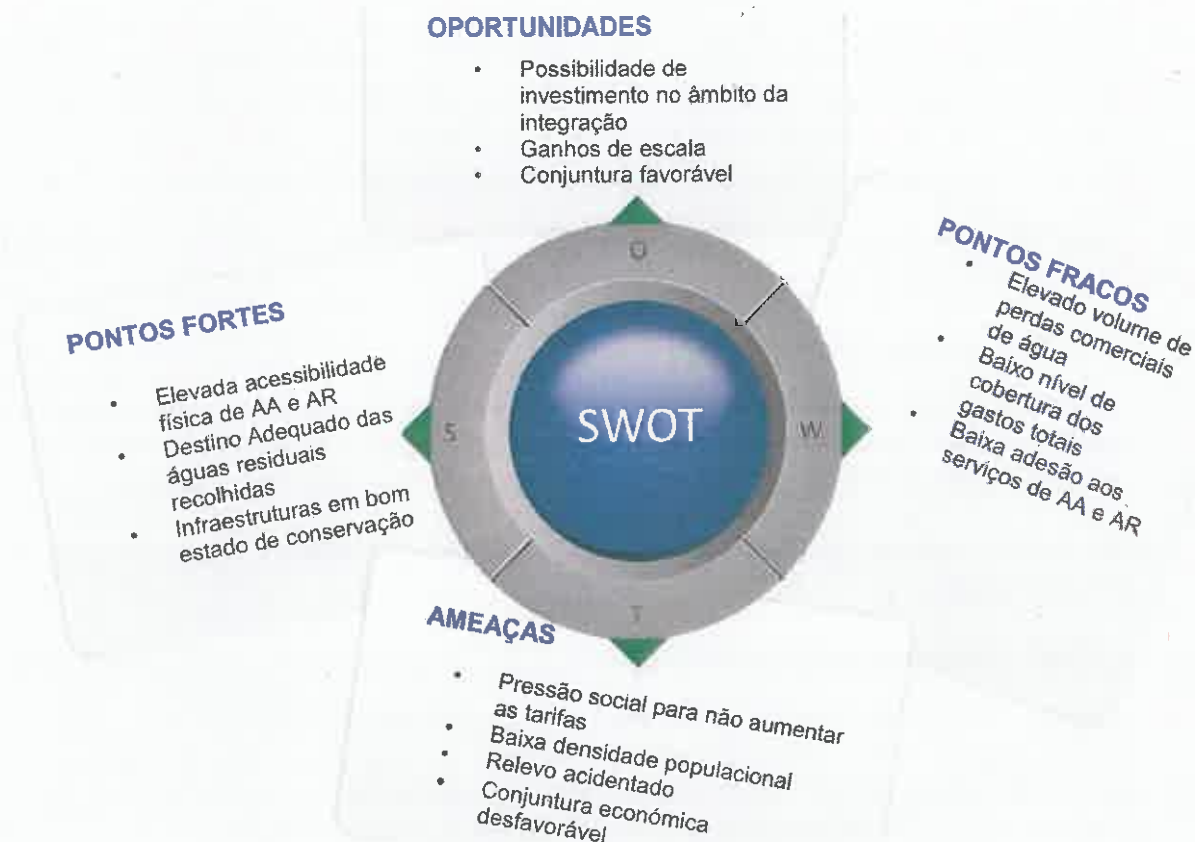 OPORTUNIDADES
• Possibilidade de
investimento no âmbito da
integração
• Ganhos de escala
• Conjuntura favorável
PONTOS FORTES
• Elevada acessibilidade
física de AA e AR
• Destino Adequado das
águas residuais
recolhidas
• Infraestruturas em bom
estado de conservação
O
S
SWOT
W
T
PONTOS FRACOS
• Elevado volume de
perdas comerciais
de água
• Baixo nível de
cobertura dos
gastos totais
• Baixa adesão aos
serviços de AA e AR
AMEAÇAS
• Pressão social para não aumentar
as tarifas
• Baixa densidade populacional
• Relevo acidentado
• Conjuntura económica
desfavorável